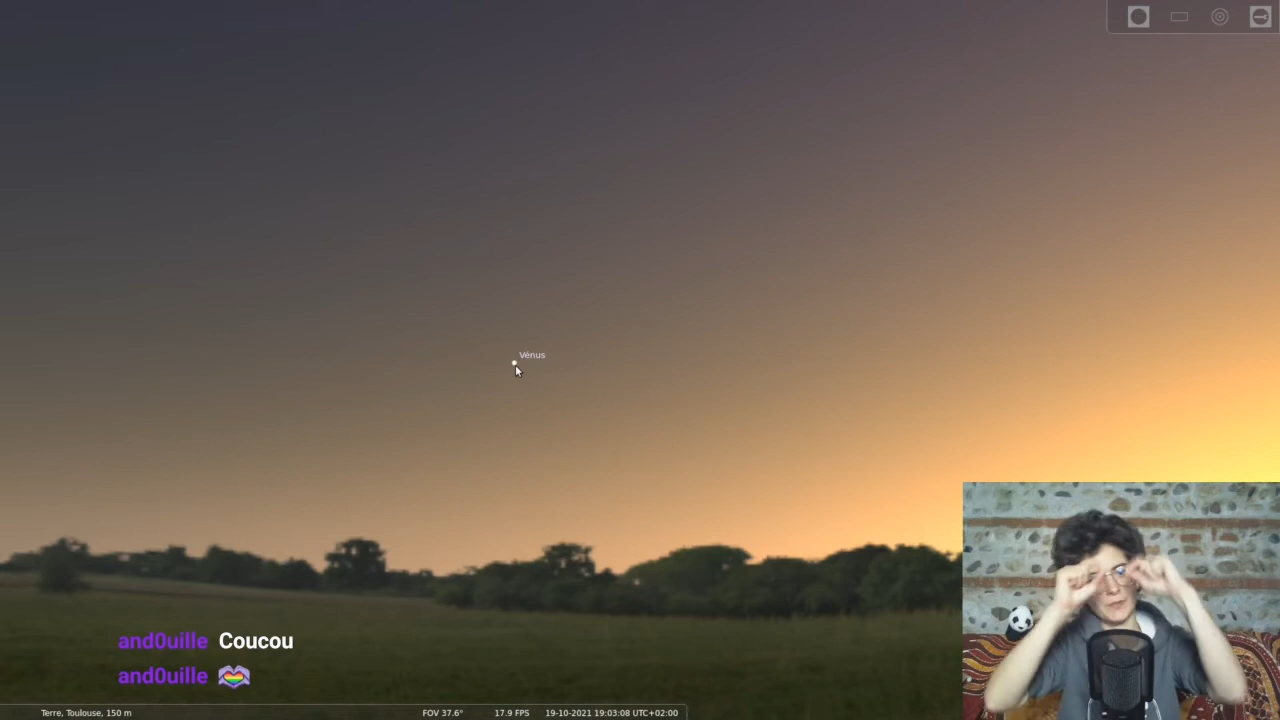 Vénus
and0uille Coucou
and0uille
Terre, Toulouse, 150 m FOV 37.6° 17.9 FPS 19-10-2021 19:03:08 UTC+02:00